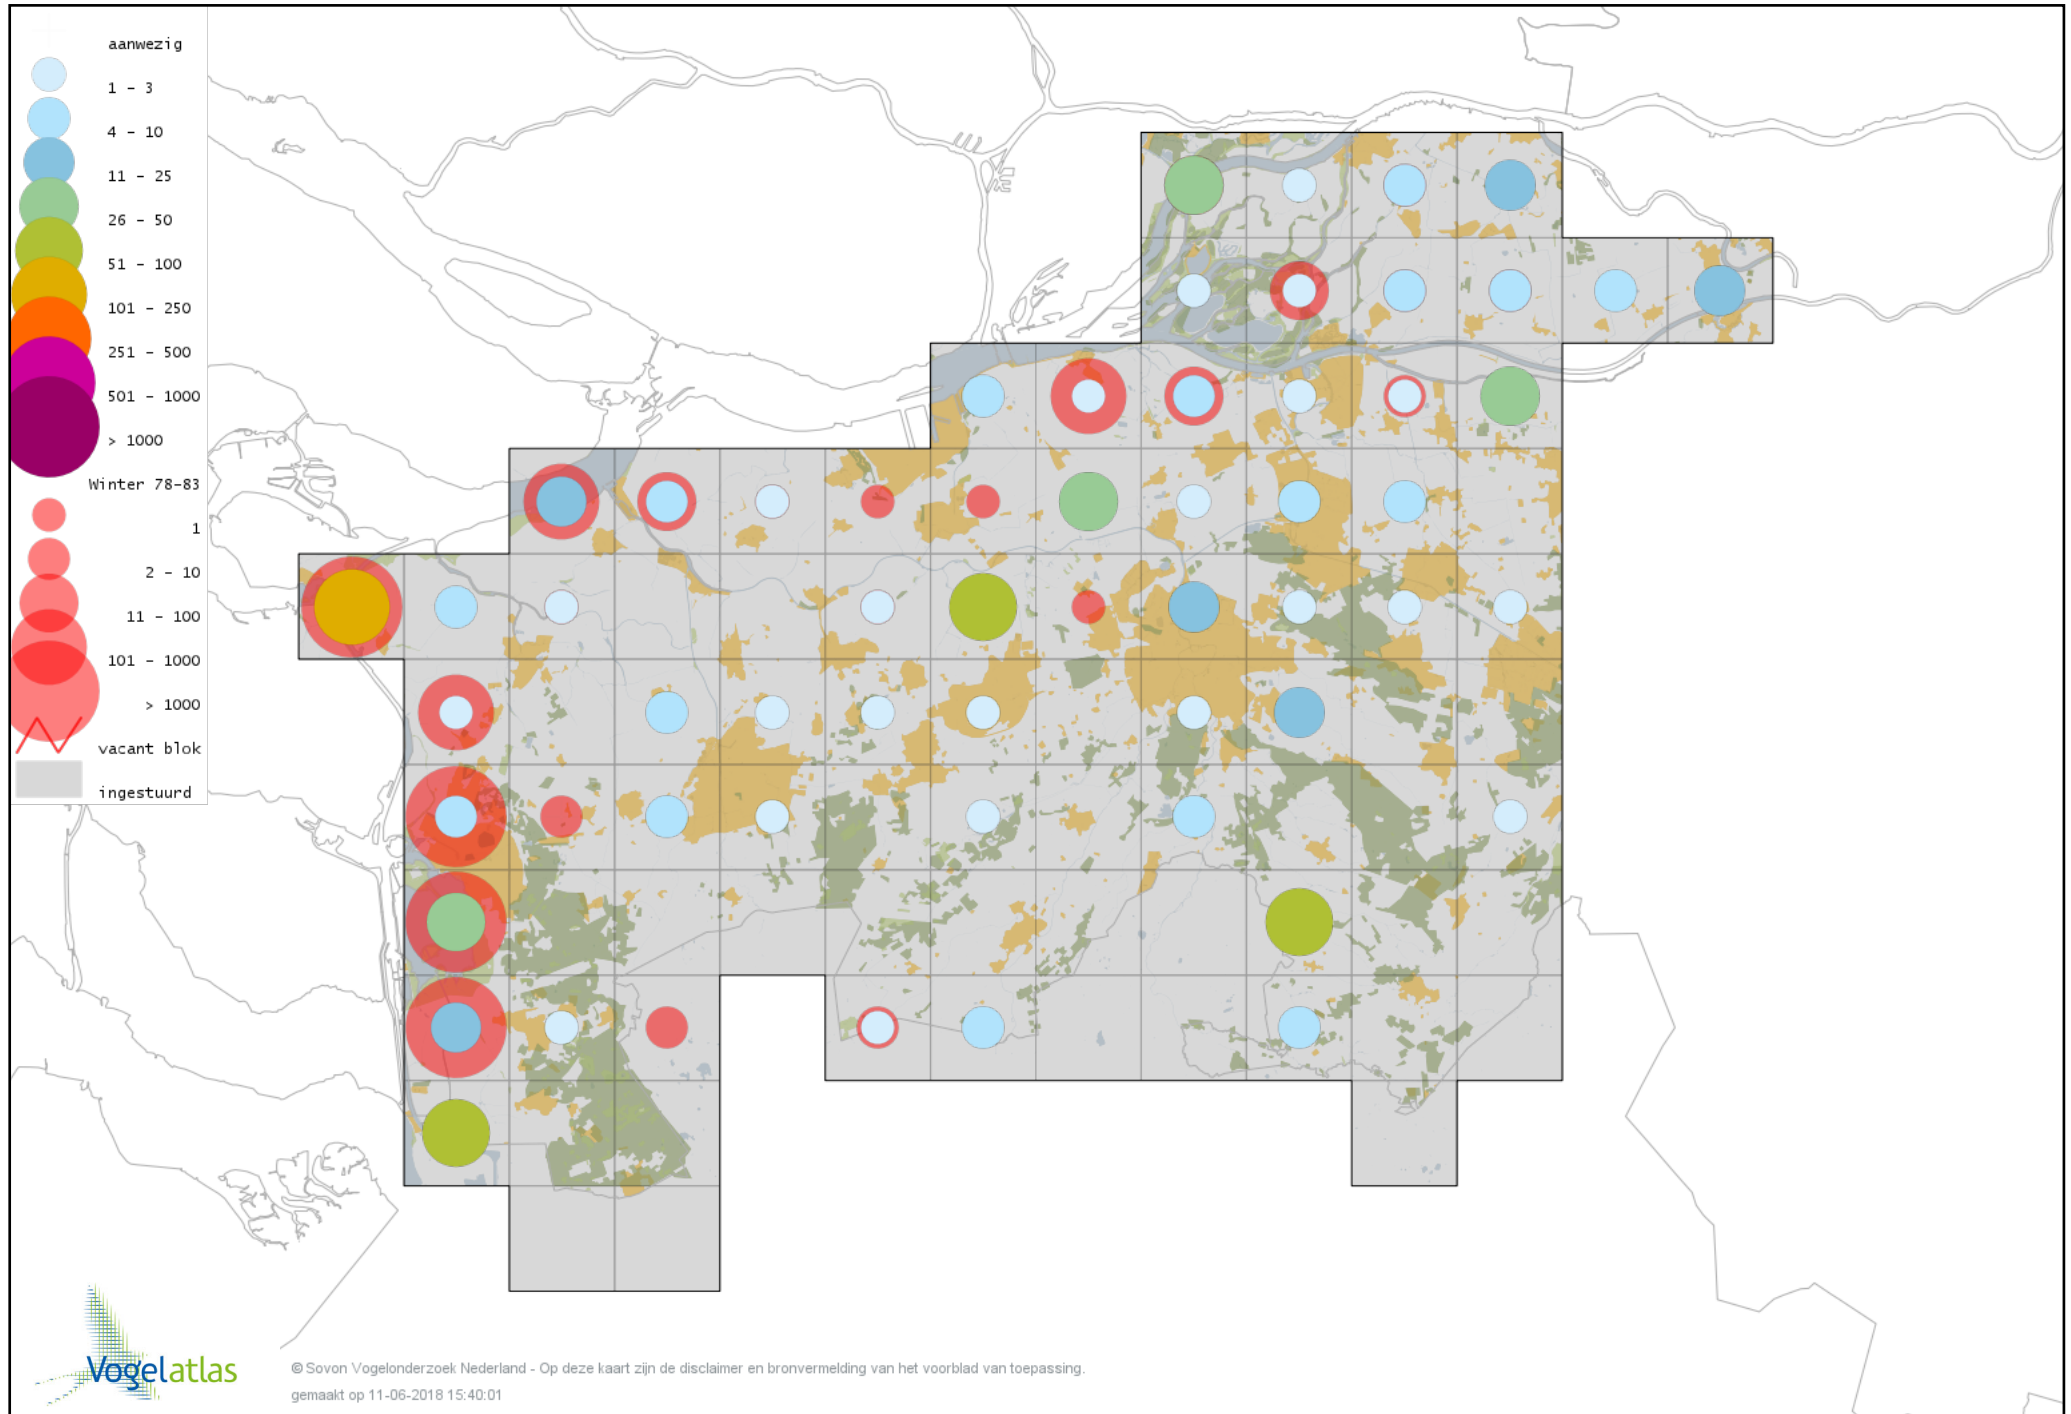 aanwezig
1 – 3
4 – 10
11 – 25
26 – 50
51 – 100
101 – 250
251 – 500
501 – 1000
> 1000
Winter 78-83
1
2 – 10
11 – 100
101 – 1000
> 1000
vacant blok
ingestuurd
Vogelatlas
© Sovon Vogelonderzoek Nederland - Op deze kaart zijn de disclaimer en bronvermelding van het voorblad van toepassing.
gemaakt op 11-06-2018 15:40:01